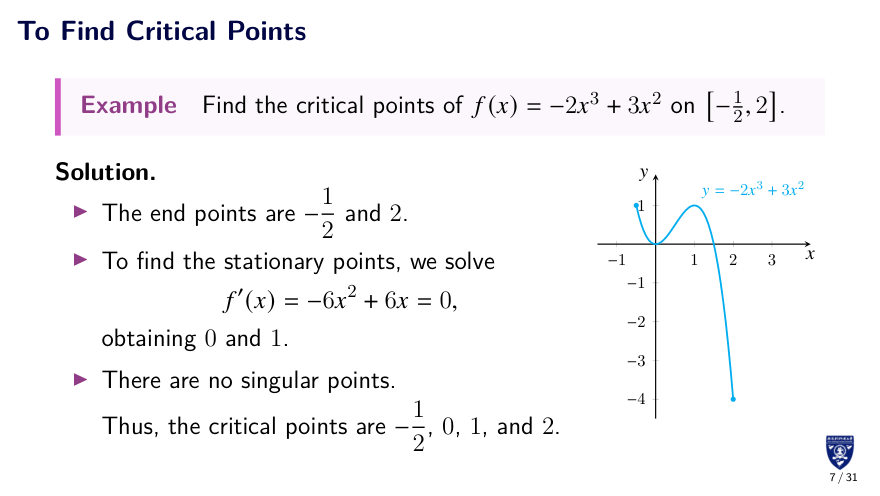 To Find Critical Points
Example Find the critical points of f(x) = −2x³ + 3x² on [−1/2, 2].
Solution.
▶ The end points are −1/2 and 2.
▶ To find the stationary points, we solve
f′(x) = −6x² + 6x = 0,
obtaining 0 and 1.
▶ There are no singular points.
Thus, the critical points are −1/2, 0, 1, and 2.
y
y = −2x³ + 3x²
1
−1 1 2 3 x
−1
−2
−3
−4
7 / 31